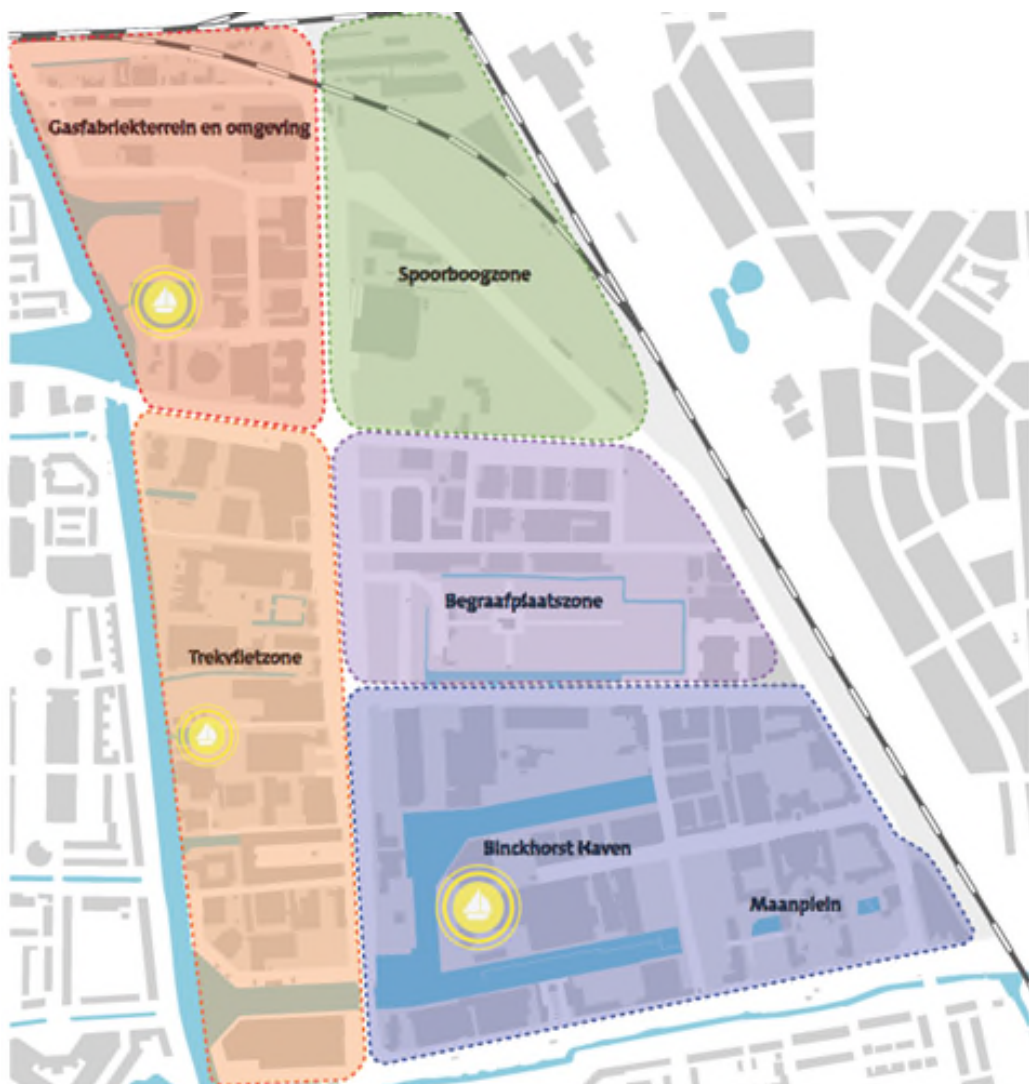 Gasfabriekterrein en omgeving
Spoorboogzone
Begraafplaatszone
Trekvlietzone
Binckhorst Haven
Maanplein